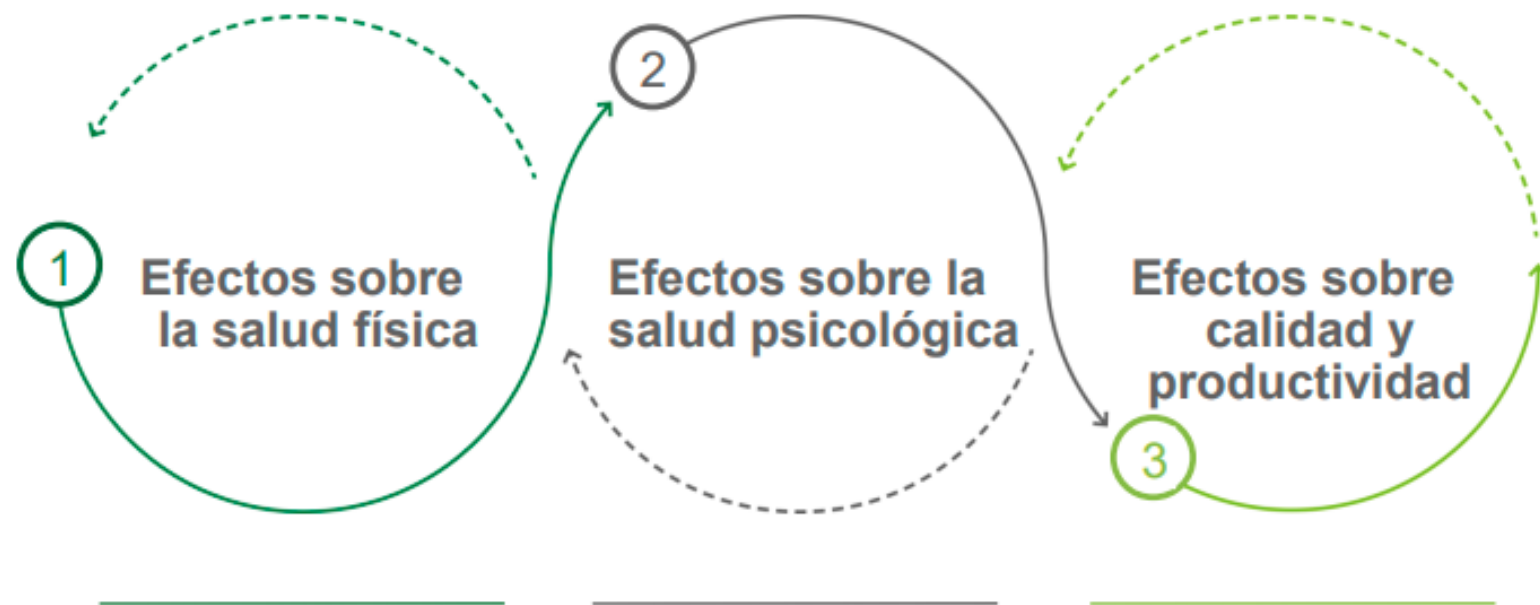 1
Efectos sobre
la salud física
2
Efectos sobre la
salud psicológica
3
Efectos sobre
calidad y
productividad